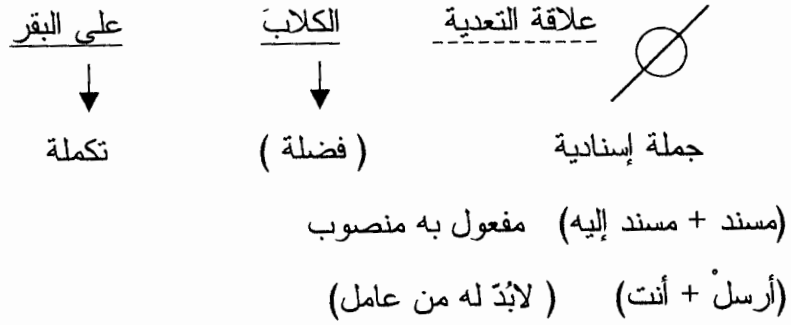 علاقة التعدية الكلابَ على البقر
جملة إسنادية ( فضلة ) تكملة
(مسند + مسند إليه) مفعول به منصوب
(أرسلْ + أنت) ( لابُدّ له من عامل)